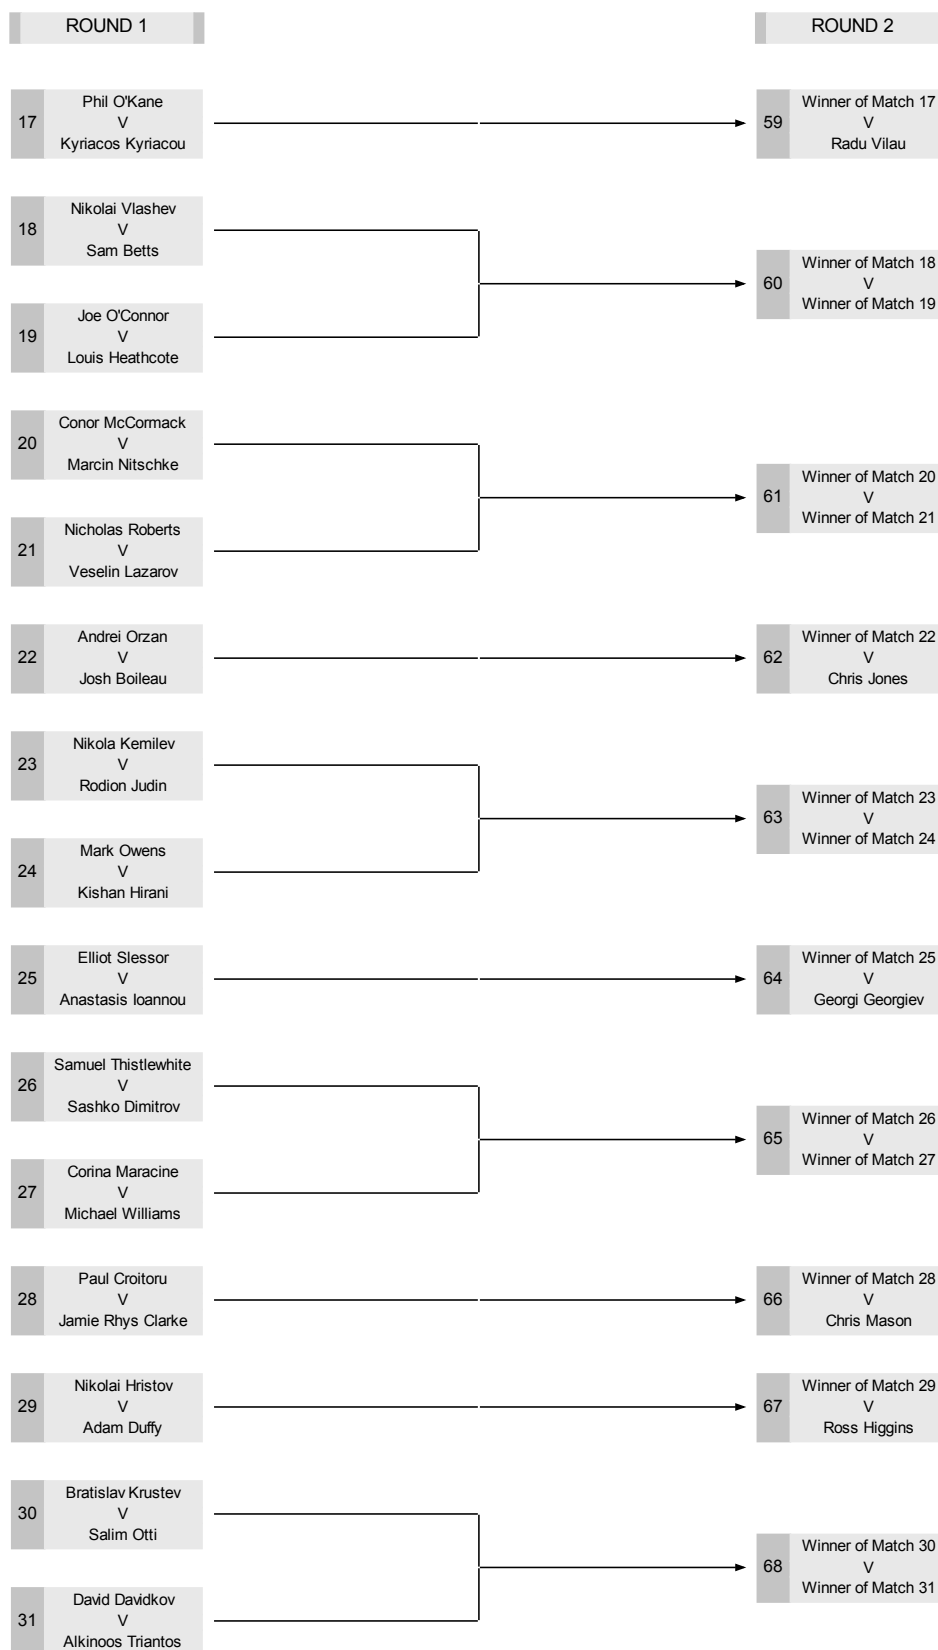 ROUND 1
ROUND 2
17
Phil O'Kane
V
Kyriacos Kyriacou
59
Winner of Match 17
V
Radu Vilau
18
Nikolai Vlashev
V
Sam Betts
60
Winner of Match 18
V
Winner of Match 19
19
Joe O'Connor
V
Louis Heathcote
20
Conor McCormack
V
Marcin Nitschke
61
Winner of Match 20
V
Winner of Match 21
21
Nicholas Roberts
V
Veselin Lazarov
22
Andrei Orzan
V
Josh Boileau
62
Winner of Match 22
V
Chris Jones
23
Nikola Kemilev
V
Rodion Judin
63
Winner of Match 23
V
Winner of Match 24
24
Mark Owens
V
Kishan Hirani
25
Elliot Slessor
V
Anastasis Ioannou
64
Winner of Match 25
V
Georgi Georgiev
26
Samuel Thistlewhite
V
Sashko Dimitrov
65
Winner of Match 26
V
Winner of Match 27
27
Corina Maracine
V
Michael Williams
28
Paul Croitoru
V
Jamie Rhys Clarke
66
Winner of Match 28
V
Chris Mason
29
Nikolai Hristov
V
Adam Duffy
67
Winner of Match 29
V
Ross Higgins
30
Bratislav Krustev
V
Salim Otti
68
Winner of Match 30
V
Winner of Match 31
31
David Davidkov
V
Alkinoos Triantos